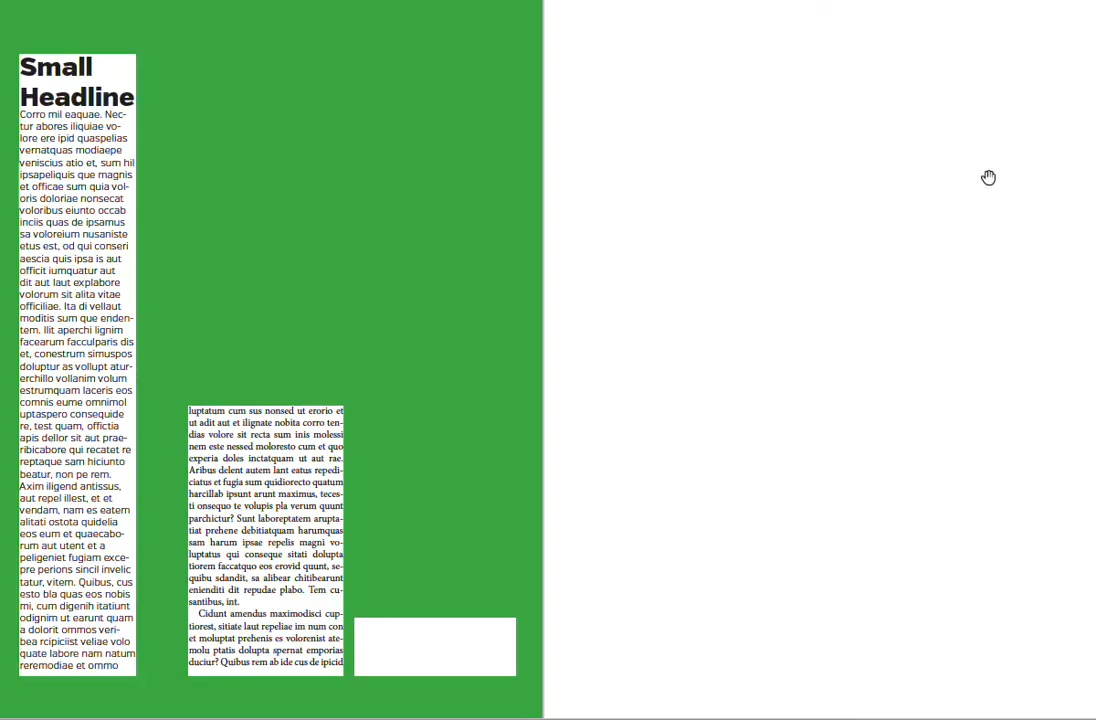 Small
Headline
Corro mil eaquae. Nec-
tur abores iliquiae vo-
lore ere ipid quaspelias
vernatquas modiaepe
veniscius atio et, sum hil
ipsapeliquis que magnis
et officae sum quia vol-
oris doloriae nonsecat
voloribus eiunto occab
inciis quas de ipsamus
sa voloreium nusaniste
etus est, od qui conseri
aescia quis ipsa is aut
officit iumquatur aut
dit aut laut explabore
volorum sit alita vitae
officiliae. Ita di vellaut
moditis sum que enden-
tem. Ilit aperchi lignim
facearum facculparis dis
et, conestrum simuspos
doluptur as vollupt atur-
erchillo vollanim volum
estrumquam laceris eos
comnis eume omnimol
uptaspero consequide
re, test quam, offictia
apis dellor sit aut prae-
ribicabore qui recatet re
reptaque sam hiciunto
beatur, non pe rem.
Axim iligend antissus,
aut repel illest, et et
vendam, nam es eatem
alitati ostota quidelia
eos eum et quaecabo-
rum aut utent et a
peligeniet fugiam exce-
pre perions sincil invelic
tatur, vitem. Quibus, cus
esto bla quas eos nobis
mi, cum digenih itatiunt
odignim ut earunt quam
a dolorit ommos veri-
bea rcipiciist veliae volo
quate labore nam natum
reremodiae et ommo
luptatum cum sus nonsed ut erorio et
ut adit aut et ilignate nobita corro ten-
dias volore sit recta sum inis molessi
nem este nessed moloresto cum et quo
experia doles inctatquam ut aut rae.
Aribus delent autem lant eatus repedi-
ciatus et fugia sum quidiorecto quatum
harcillab ipsunt arunt maximus, teces-
ti onsequo te volupis pla verum quunt
parchictur? Sunt laboreptatem arupta-
tiat prehene debitiatquam harumquas
sam harum ipsae repelis magni vo-
luptatus qui conseque sitati dolupta
tiorem faccatquo eos erovid quunt, se-
quibu sdandit, sa alibear chitibearunt
enienditi dit repudae plabo. Tem cu-
santibus, int.
Cidunt amendus maximodisci cup-
tiorest, sitiate laut repeliae im num con
et moluptat prehenis es volorenist ate-
molu ptatis dolupta spernat emporias
duciur? Quibus rem ab ide cus de ipicid